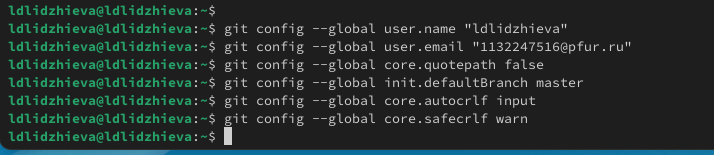 ldlidzhieva@ldlidzhieva:~$
ldlidzhieva@ldlidzhieva:~$ git config --global user.name "ldlidzhieva"
ldlidzhieva@ldlidzhieva:~$ git config --global user.email "1132247516@pfur.ru"
ldlidzhieva@ldlidzhieva:~$ git config --global core.quotepath false
ldlidzhieva@ldlidzhieva:~$ git config --global init.defaultBranch master
ldlidzhieva@ldlidzhieva:~$ git config --global core.autocrlf input
ldlidzhieva@ldlidzhieva:~$ git config --global core.safecrlf warn
ldlidzhieva@ldlidzhieva:~$